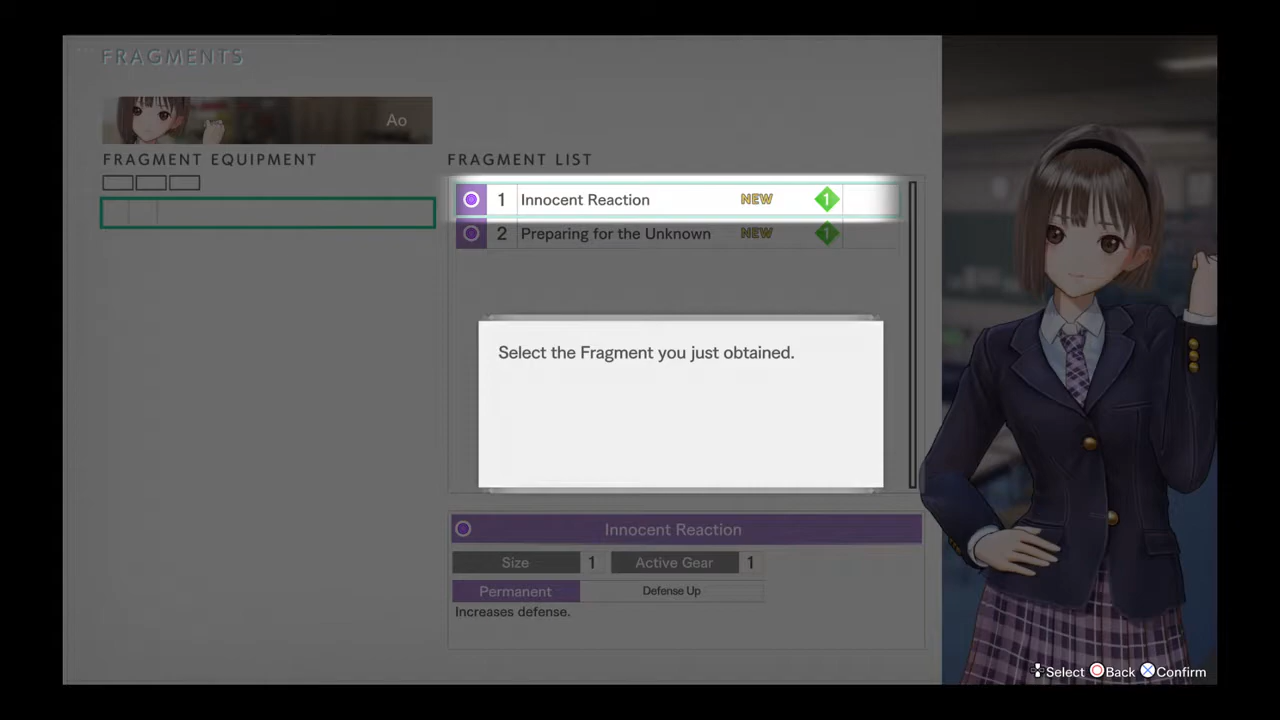 FRAGMENTS
Ao
FRAGMENT EQUIPMENT
FRAGMENT LIST
1 Innocent Reaction NEW 1
2 Preparing for the Unknown NEW 1
Select the Fragment you just obtained.
Innocent Reaction
Size 1 Active Gear 1
Permanent Defense Up
Increases defense.
Select Back Confirm